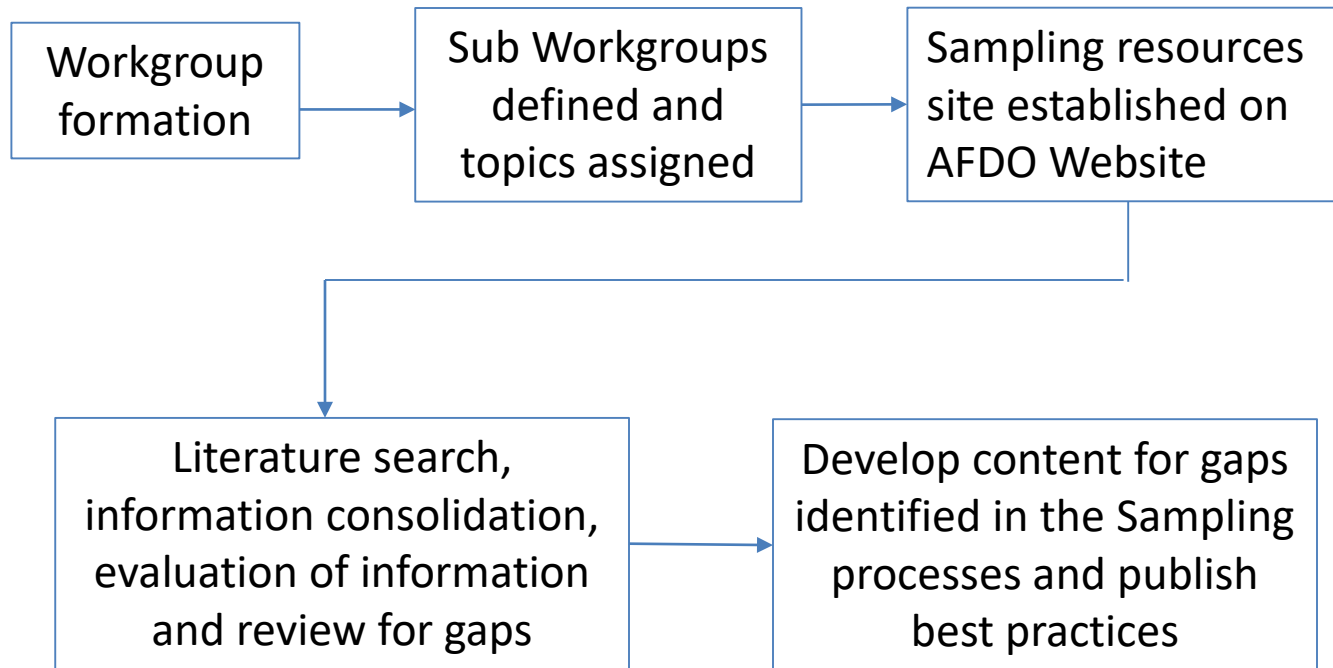 Workgroup
formation
Sub Workgroups
defined and
topics assigned
Sampling resources
site established on
AFDO Website
Literature search,
information consolidation,
evaluation of information
and review for gaps
Develop content for gaps
identified in the Sampling
processes and publish
best practices